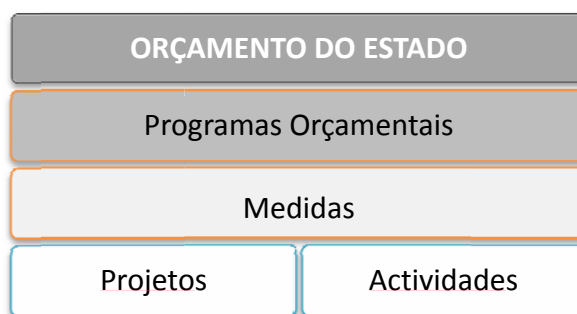 ORÇAMENTO DO ESTADO
Programas Orçamentais
Medidas
Projetos Actividades